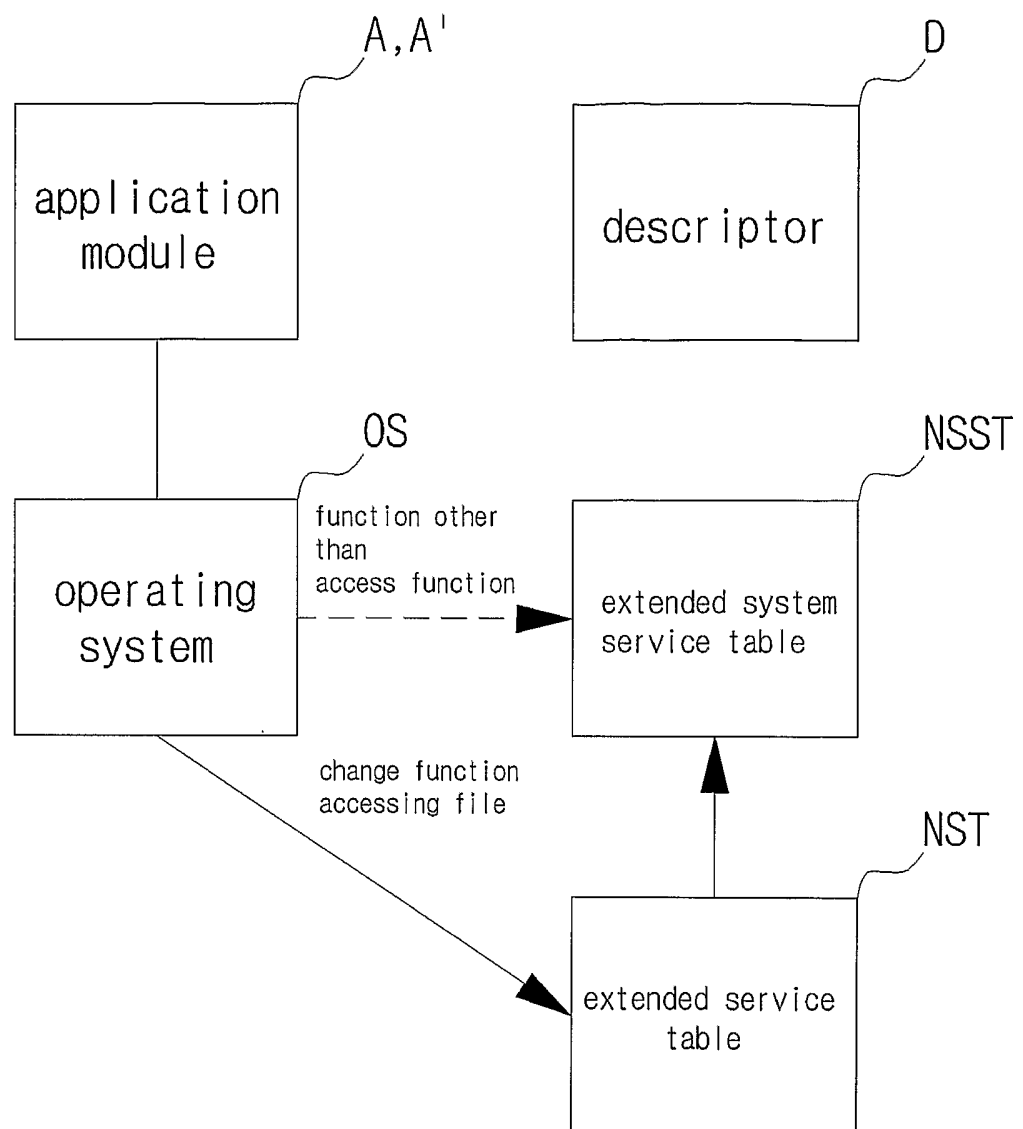 A,A'
D
application
module
descriptor
OS
NSST
function other
than
access function
operating
system
extended system
service table
change function
accessing file
NST
extended service
table